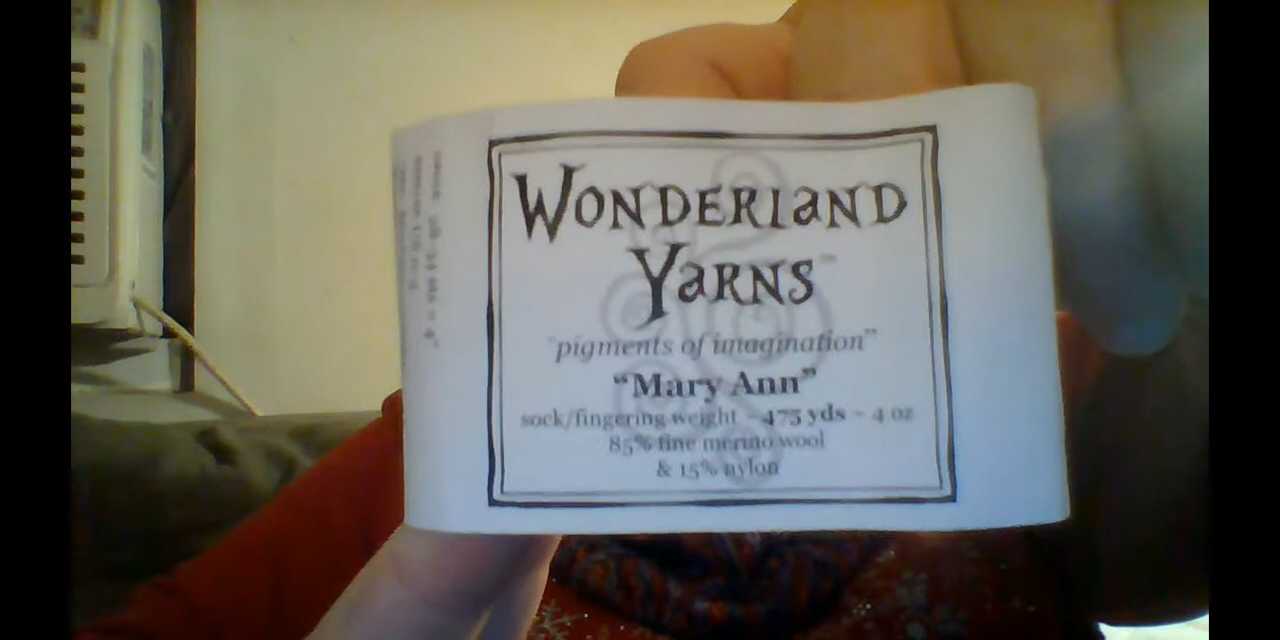 WONDERLAND
YARNS™
"pigments of imagination"
"Mary Ann"
sock/fingering weight - 475 yds - 4 oz
85% fine merino wool
& 15% nylon